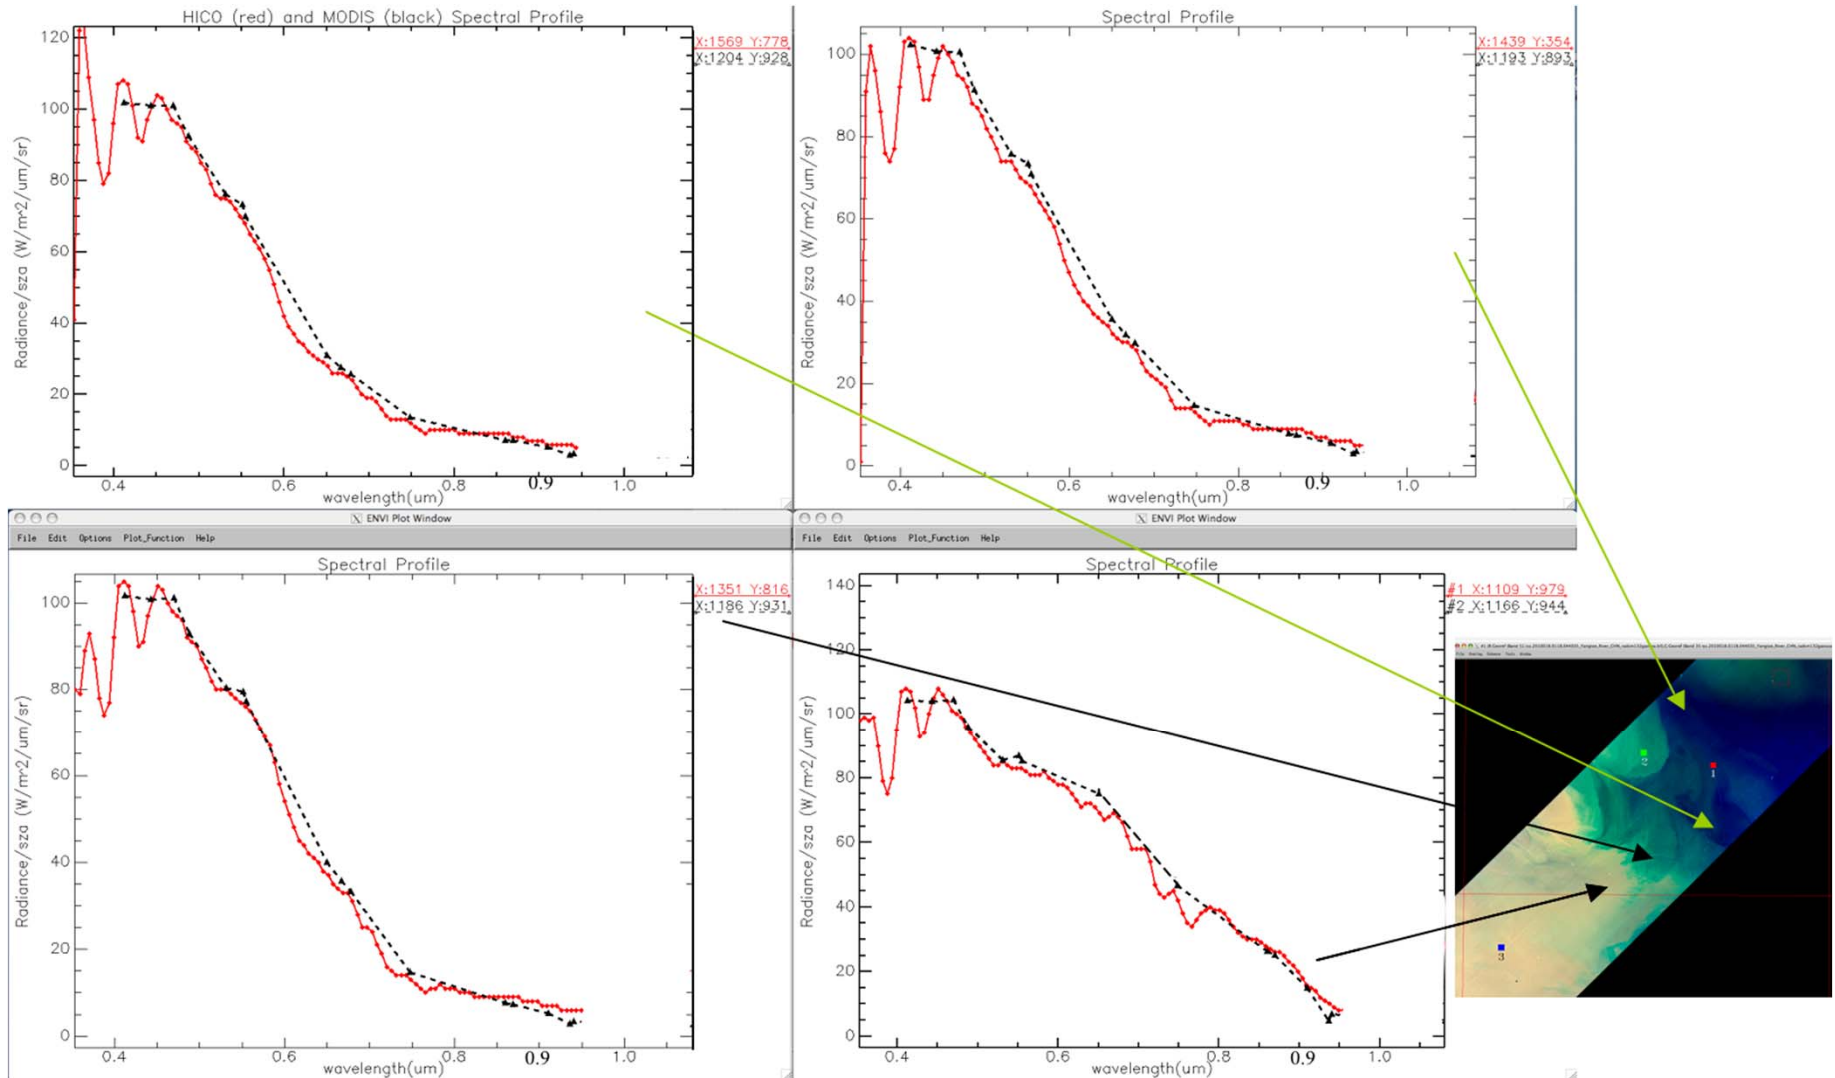 HICO (red) and MODIS (black) Spectral Profile
X:1569 Y:778
X:1204 Y:928
Radiance/sza (W/m^2/um/sr)
120
100
80
60
40
20
0
0.4
0.6
0.8
0.9
1.0
wavelength(um)
Spectral Profile
X:1439 Y:354
X:1193 Y:893
Radiance/sza (W/m^2/um/sr)
100
80
60
40
20
0
0.4
0.6
0.8
0.9
1.0
wavelength(um)
X ENVI Plot Window
File Edit Options Plot_Function Help
Spectral Profile
X:1351 Y:816
X:1186 Y:931
Radiance/sza (W/m^2/um/sr)
100
80
60
40
20
0
0.4
0.6
0.8
0.9
1.0
wavelength(um)
X ENVI Plot Window
File Edit Options Plot_Function Help
Spectral Profile
#1 X:1109 Y:979
#2 X:1166 Y:944
Radiance/sza (W/m^2/um/sr)
140
120
100
80
60
40
20
0
0.4
0.6
0.8
0.9
1.0
wavelength(um)
2
1
3